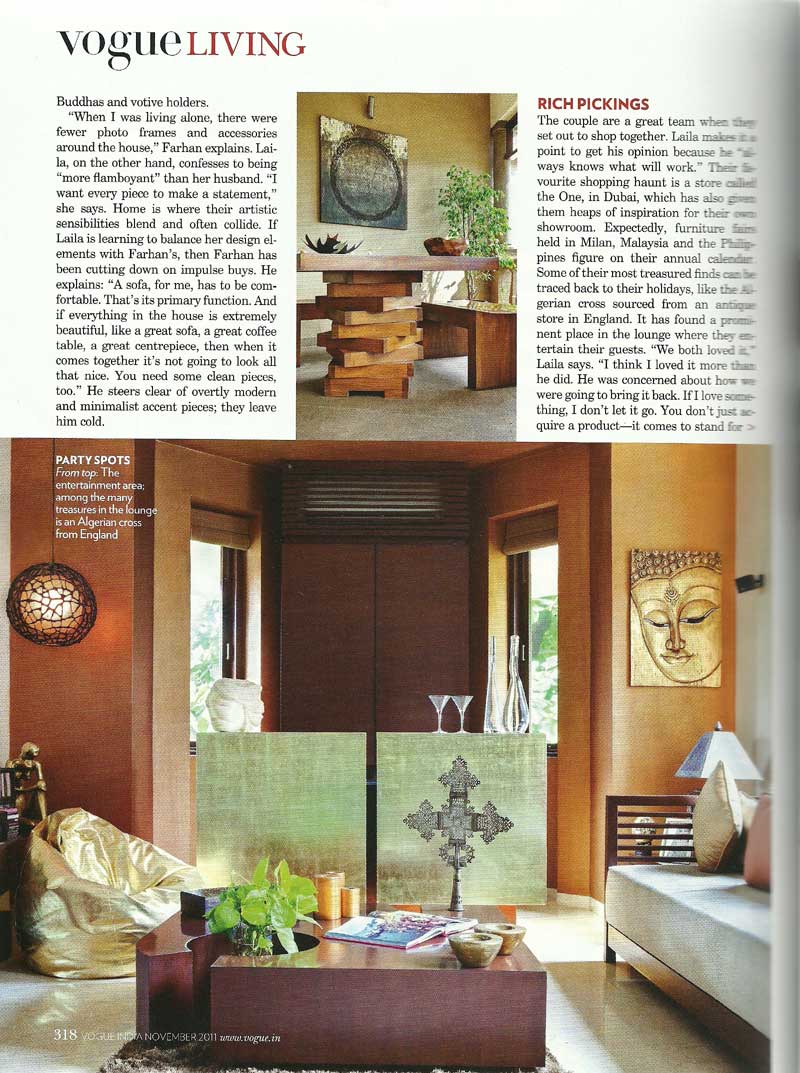 vogue LIVING
Buddhas and votive holders.
"When I was living alone, there were
fewer photo frames and accessories
around the house," Farhan explains. Lai-
la, on the other hand, confesses to being
"more flamboyant" than her husband. "I
want every piece to make a statement,"
she says. Home is where their artistic
sensibilities blend and often collide. If
Laila is learning to balance her design el-
ements with Farhan's, then Farhan has
been cutting down on impulse buys. He
explains: "A sofa, for me, has to be com-
fortable. That's its primary function. And
if everything in the house is extremely
beautiful, like a great sofa, a great coffee
table, a great centrepiece, then when it
comes together it's not going to look all
that nice. You need some clean pieces,
too." He steers clear of overtly modern
and minimalist accent pieces; they leave
him cold.
RICH PICKINGS
The couple are a great team when they
set out to shop together. Laila makes it a
point to get his opinion because he "al-
ways knows what will work." Their fa-
vourite shopping haunt is a store called
the One, in Dubai, which has also given
them heaps of inspiration for their own
showroom. Expectedly, furniture fairs
held in Milan, Malaysia and the Philip-
pines figure on their annual calendar.
Some of their most treasured finds can be
traced back to their holidays, like the Al-
gerian cross sourced from an antique
store in England. It has found a promi-
nent place in the lounge where they en-
tertain their guests. "We both loved it,"
Laila says. "I think I loved it more than
he did. He was concerned about how we
were going to bring it back. If I love some-
thing, I don't let it go. You don't just ac-
quire a product—it comes to stand for >
PARTY SPOTS
From top: The
entertainment area;
among the many
treasures in the lounge
is an Algerian cross
from England
318 VOGUE INDIA NOVEMBER 2011 www.vogue.in